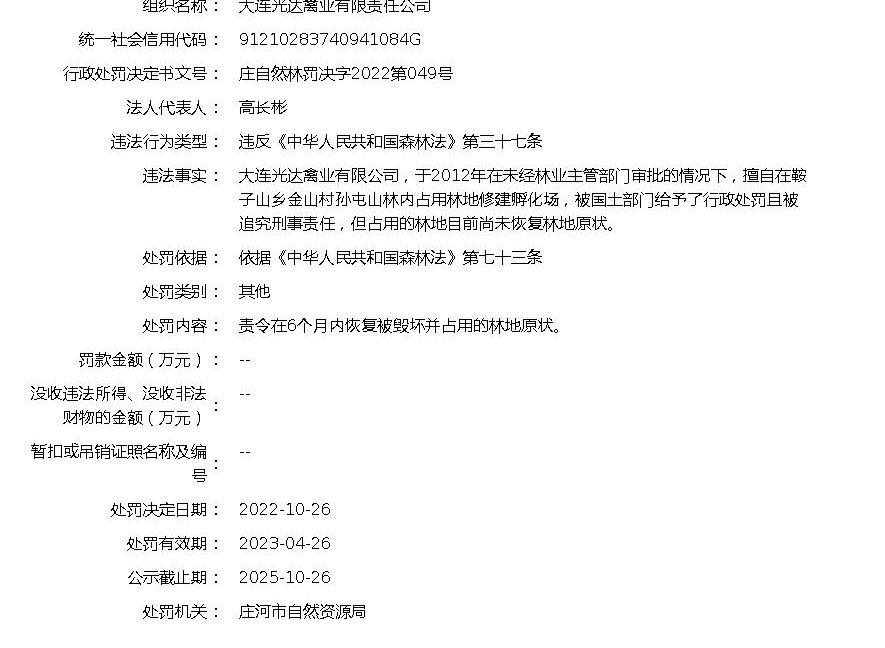 组织名称： 大连光达禽业有限责任公司
统一社会信用代码： 91210283740941084G
行政处罚决定书文号： 庄自然林罚决字2022第049号
法人代表人： 高长彬
违法行为类型： 违反《中华人民共和国森林法》第三十七条
违法事实： 大连光达禽业有限公司，于2012年在未经林业主管部门审批的情况下，擅自在鞍
子山乡金山村孙屯山林内占用林地修建孵化场，被国土部门给予了行政处罚且被
追究刑事责任，但占用的林地目前尚未恢复林地原状。
处罚依据： 依据《中华人民共和国森林法》第七十三条
处罚类别： 其他
处罚内容： 责令在6个月内恢复被毁坏并占用的林地原状。
罚款金额（万元）： --
没收违法所得、没收非法
财物的金额（万元）： --
暂扣或吊销证照名称及编
号： --
处罚决定日期： 2022-10-26
处罚有效期： 2023-04-26
公示截止期： 2025-10-26
处罚机关： 庄河市自然资源局